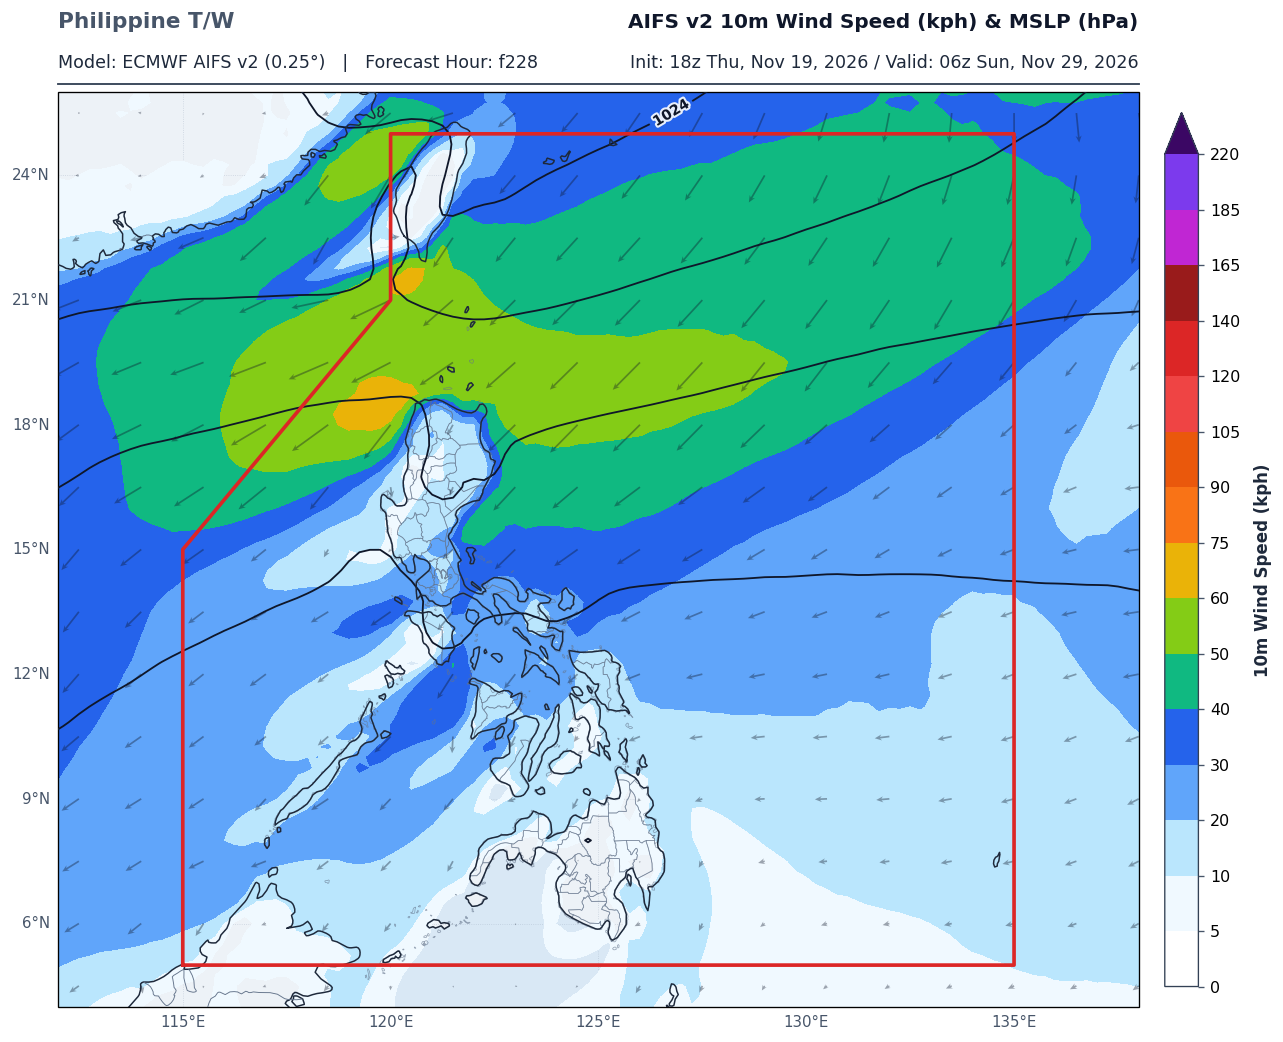 Philippine T/W
AIFS v2 10m Wind Speed (kph) & MSLP (hPa)
Model: ECMWF AIFS v2 (0.25°) | Forecast Hour: f228
Init: 18z Thu, Nov 19, 2026 / Valid: 06z Sun, Nov 29, 2026
1024
24°N
21°N
18°N
15°N
12°N
9°N
6°N
115°E
120°E
125°E
130°E
135°E
220
185
165
140
120
105
90
75
60
50
40
30
20
10
5
0
10m Wind Speed (kph)